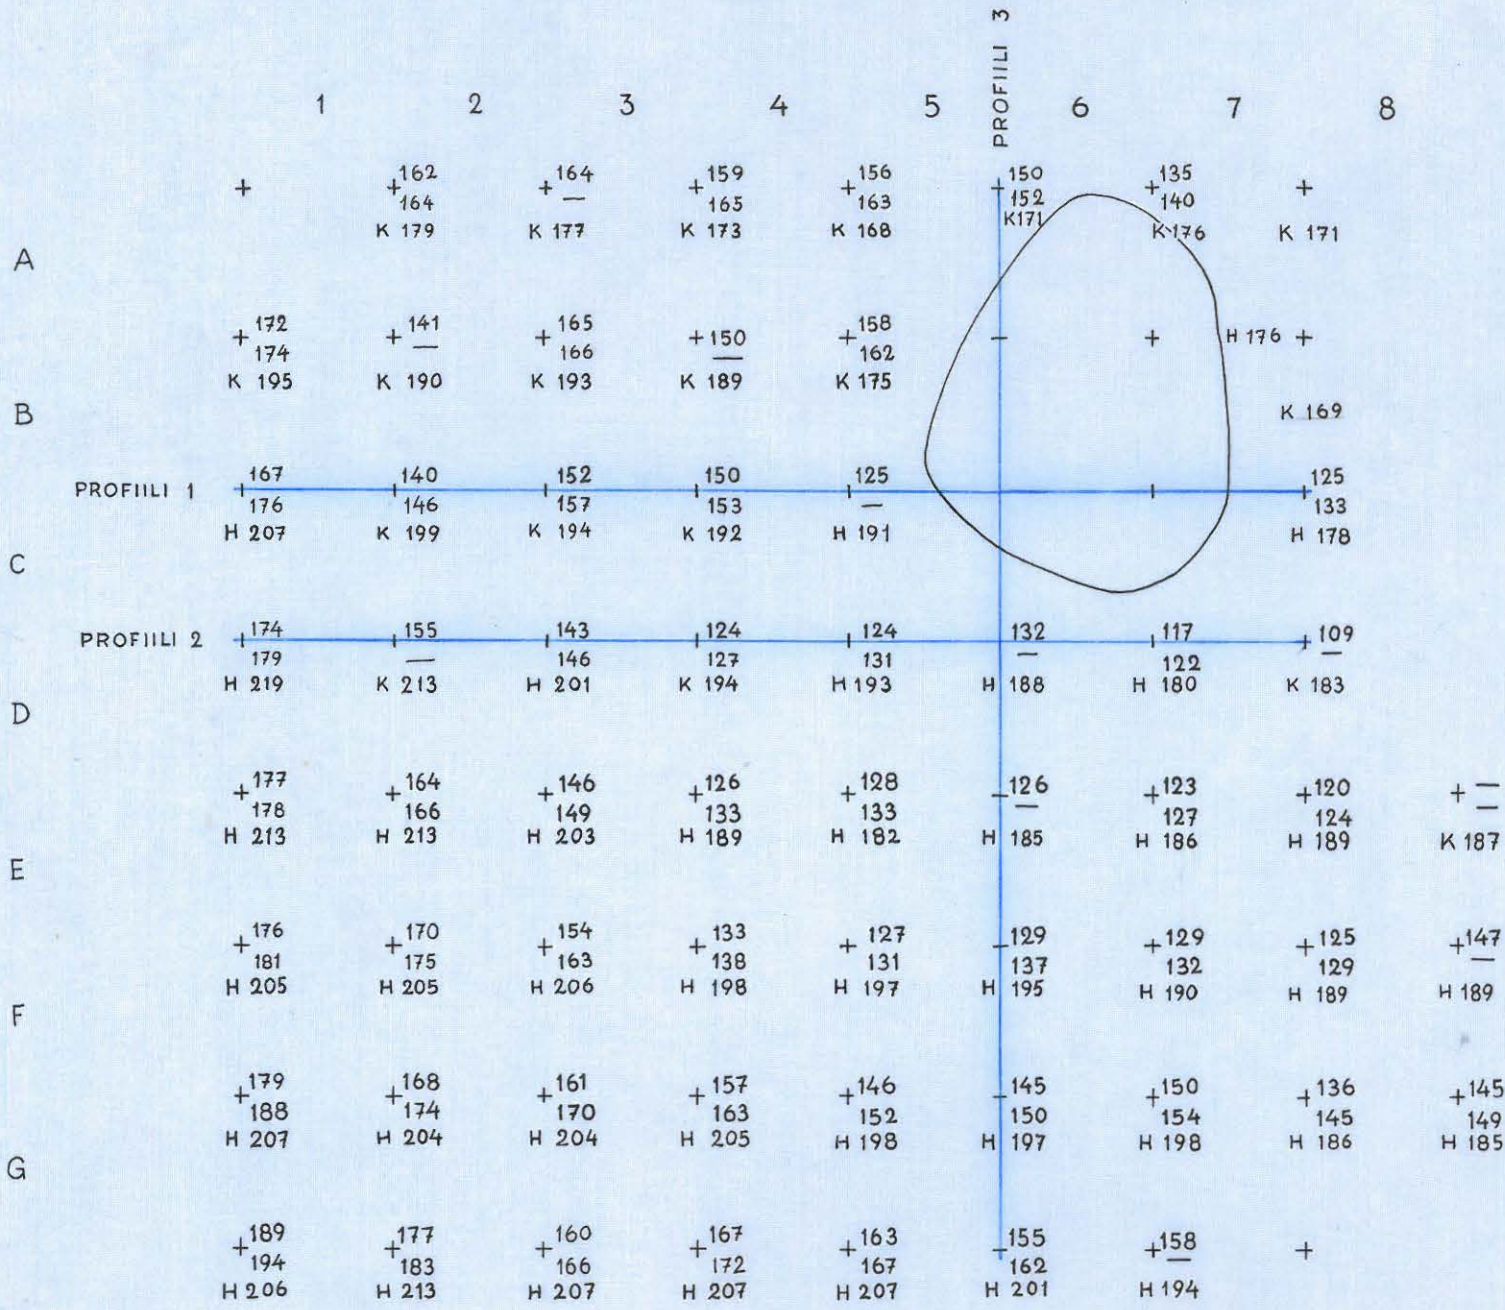 PROFIILI 3
1 2 3 4 5 6 7 8
+ +162 +164 +159 +156 150 +135 +
164 — 165 163 152 140
K 179 K 177 K 173 K 168 K171 K 176 K 171
A
+172 +141 +165 +150 +158 + H 176 +
174 — 166 — 162
K 195 K 190 K 193 K 189 K 175
B K 169
167 140 152 150 125 125
PROFIILI 1
176 146 157 153 — 133
H 207 K 199 K 194 K 192 H 191 H 178
C
174 155 143 124 124 132 117 109
PROFIILI 2
179 — 146 127 131 — 122 —
H 219 K 213 H 201 K 194 H 193 H 188 H 180 K 183
D
+177 +164 +146 +126 +128 126 +123 +120 + —
178 166 149 133 133 — 127 124 —
H 213 H 213 H 203 H 189 H 182 H 185 H 186 H 189 K 187
E
+176 +170 +154 +133 +127 129 +129 +125 +147
181 175 163 138 131 137 132 129 —
H 205 H 205 H 206 H 198 H 197 H 195 H 190 H 189 H 189
F
+179 +168 +161 +157 +146 145 +150 +136 +145
188 174 170 163 152 150 154 145 149
H 207 H 204 H 204 H 205 H 198 H 197 H 198 H 186 H 185
G
+189 +177 +160 +167 +163 155 +158 +
194 183 166 172 167 162 —
H 206 H 213 H 207 H 207 H 207 H 201 H 194